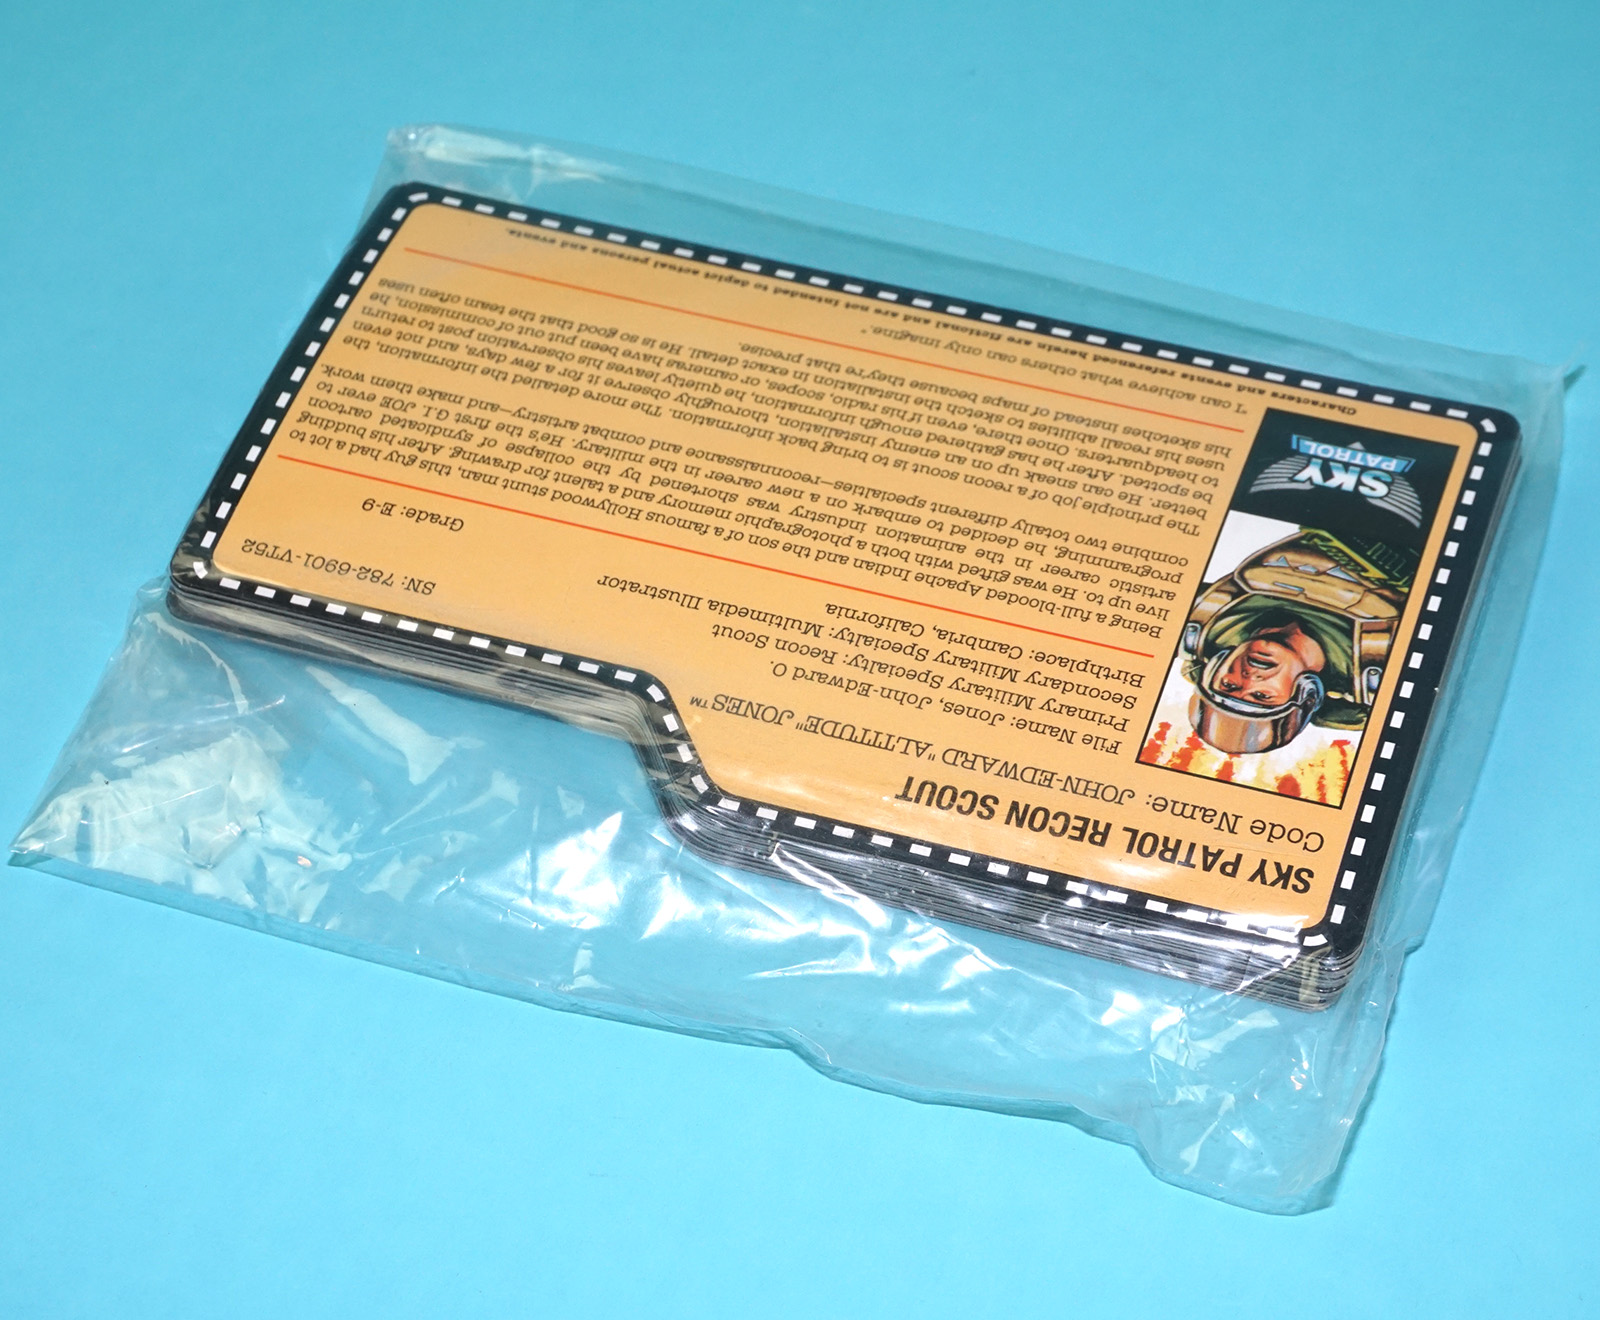 SKY PATROL RECON SCOUT
Code Name: JOHN-EDWARD "ALTITUDE" JONES™
File Name: Jones, John-Edward O.
SN: 782-6901-VT52
Primary Military Specialty: Recon Scout
Secondary Military Specialty: Multimedia Illustrator
Grade: E-9
Birthplace: Cambria, California
Being a full-blooded Apache Indian and the son of a famous Hollywood stunt man, this guy had a lot to
live up to. He was gifted with both a photographic memory and a talent for drawing. After his budding
artistic career in the animation industry was shortened by the collapse of syndicated cartoon
programming, he decided to embark on a new career in the military. He's the first G.I. JOE ever to
combine two totally different specialties—reconnaissance and combat artistry—and make them work.
The principle job of a recon scout is to bring back information. The more detailed the information, the
better. He can sneak up on an enemy installation, thoroughly observe it for a few days, and not even
be spotted. After he has gathered enough information, he quietly leaves his observation post to return
to headquarters. Once there, even if his radio, scopes, or cameras have been put out of commission, he
uses his recall abilities to sketch the installation in exact detail. He is so good that the team often uses
his sketches instead of maps because they're that precise.
"I can achieve what others can only imagine."
SKY
PATROL
Characters and events referenced herein are fictional and are not intended to depict actual persons and events.